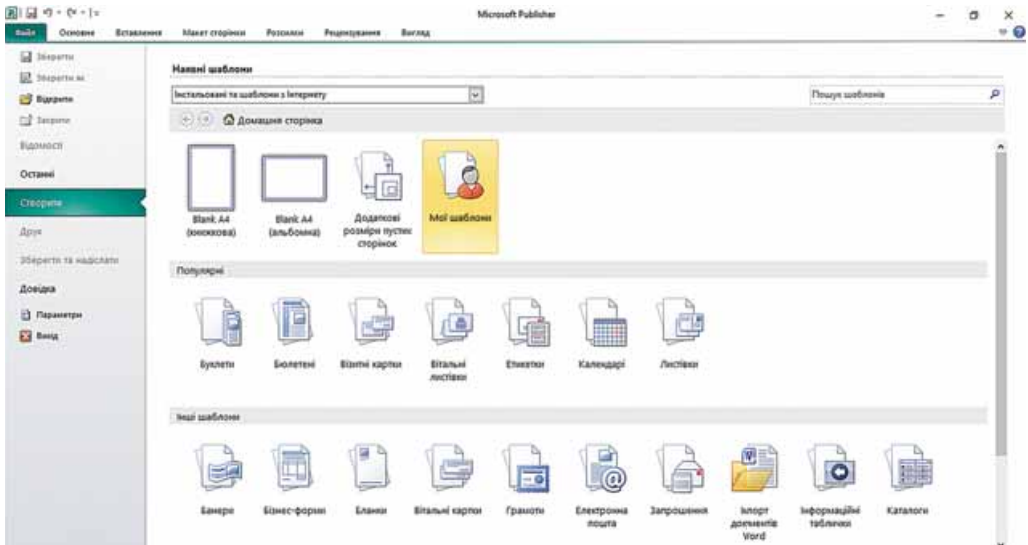 Microsoft Publisher
Файл Основне Вставлення Макет сторінки Розсилки Рецензування Вигляд
Зберегти
Зберегти як
Відкрити
Закрити
Відомості
Останні
Створити
Друк
Зберегти та надіслати
Довідка
Параметри
Вихід
Наявні шаблони
Інстальовані та шаблони з Інтернету
Пошук шаблонів
Домашня сторінка
Blank A4 (книжкова)
Blank A4 (альбомна)
Додаткові розміри пустих сторінок
Мої шаблони
Популярні
Буклети
Бюлетені
Візитні картки
Вітальні листівки
Етикетки
Календарі
Листівки
Інші шаблони
Банери
Бізнес-форми
Бланки
Вітальні картки
Грамоти
Електронна пошта
Запрошення
Імпорт документів Word
Інформаційні таблички
Каталоги